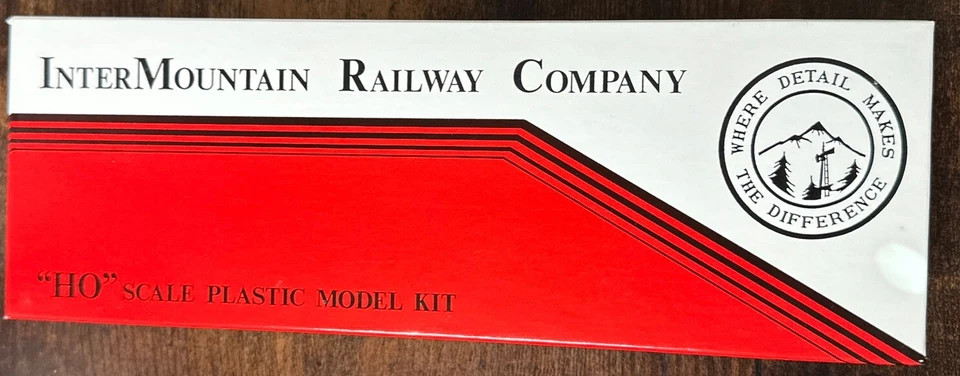 InterMountain Railway Company
WHERE DETAIL MAKES
THE DIFFERENCE
“HO” SCALE PLASTIC MODEL KIT